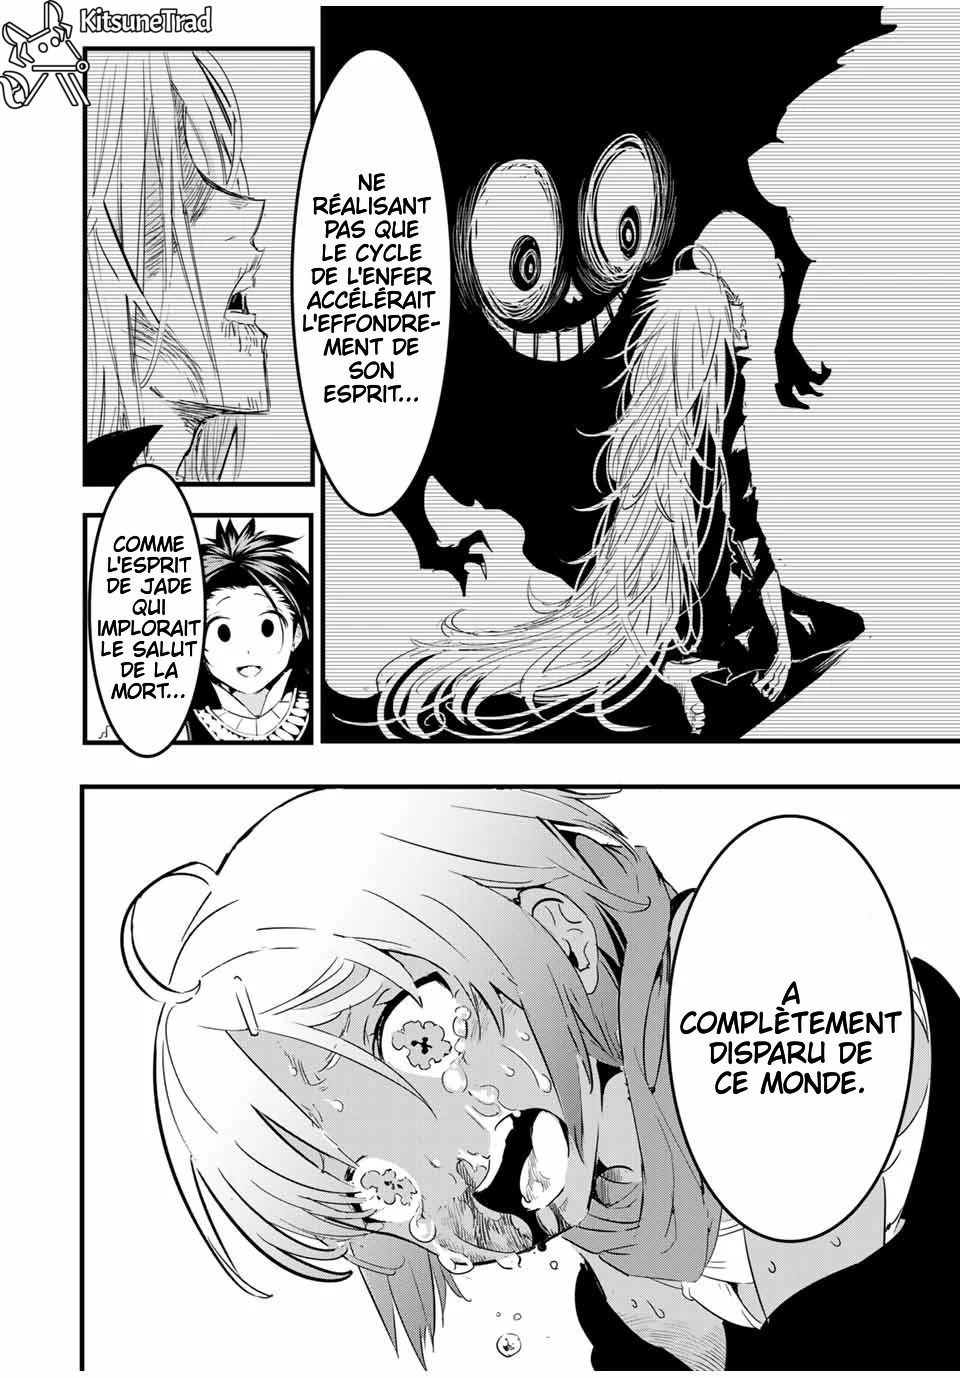 KitsuneTrad
NE
RÉALISANT
PAS QUE
LE CYCLE
DE L'ENFER
ACCÉLÉRAIT
L'EFFONDRE-
MENT DE
SON
ESPRIT...
COMME
L'ESPRIT
DE JADE
QUI
IMPLORAIT
LE SALUT
DE LA
MORT...
A
COMPLÈTEMENT
DISPARU DE
CE MONDE.